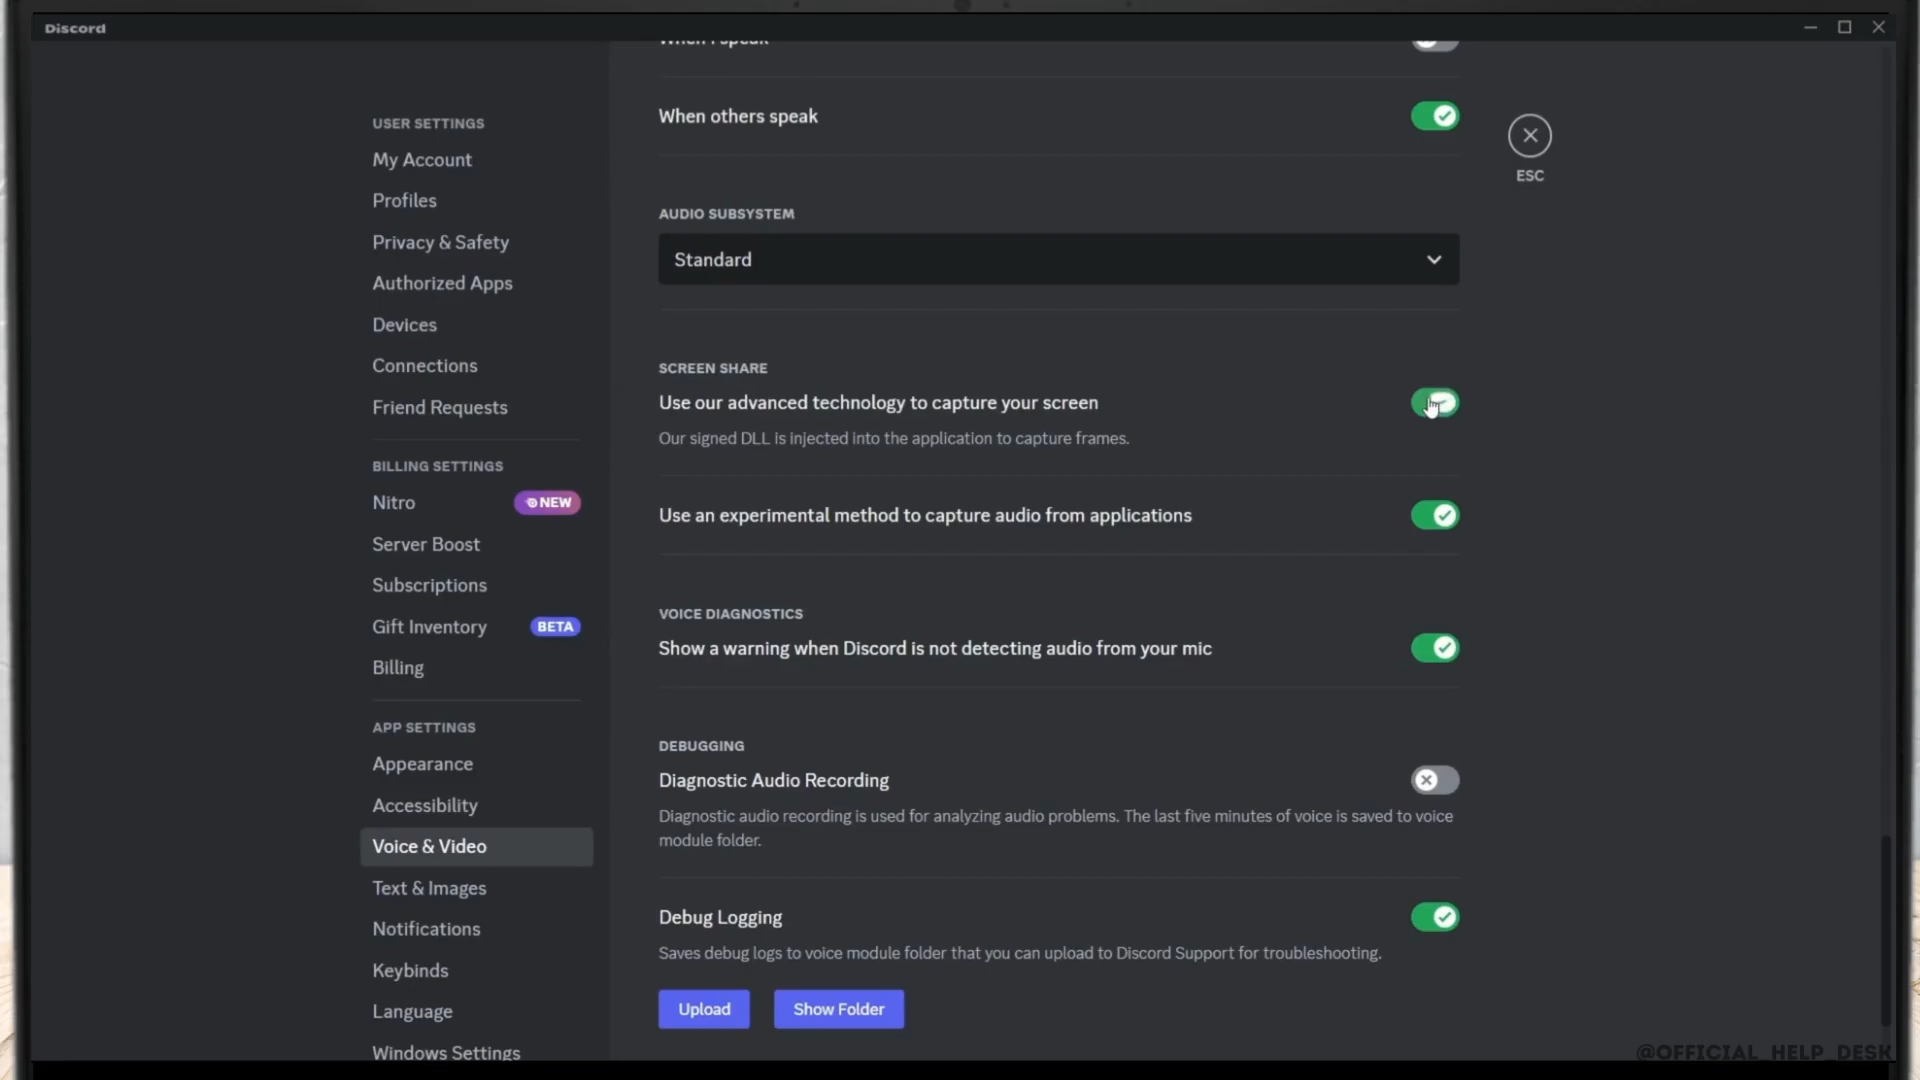 Discord
When I speak
When others speak
ESC
USER SETTINGS
My Account
Profiles
Privacy & Safety
Authorized Apps
Devices
Connections
Friend Requests
BILLING SETTINGS
Nitro NEW
Server Boost
Subscriptions
Gift Inventory BETA
Billing
APP SETTINGS
Appearance
Accessibility
Voice & Video
Text & Images
Notifications
Keybinds
Language
Windows Settings
AUDIO SUBSYSTEM
Standard
SCREEN SHARE
Use our advanced technology to capture your screen
Our signed DLL is injected into the application to capture frames.
Use an experimental method to capture audio from applications
VOICE DIAGNOSTICS
Show a warning when Discord is not detecting audio from your mic
DEBUGGING
Diagnostic Audio Recording
Diagnostic audio recording is used for analyzing audio problems. The last five minutes of voice is saved to voice
module folder.
Debug Logging
Saves debug logs to voice module folder that you can upload to Discord Support for troubleshooting.
Upload Show Folder
@OFFICIAL_HELP_DESK